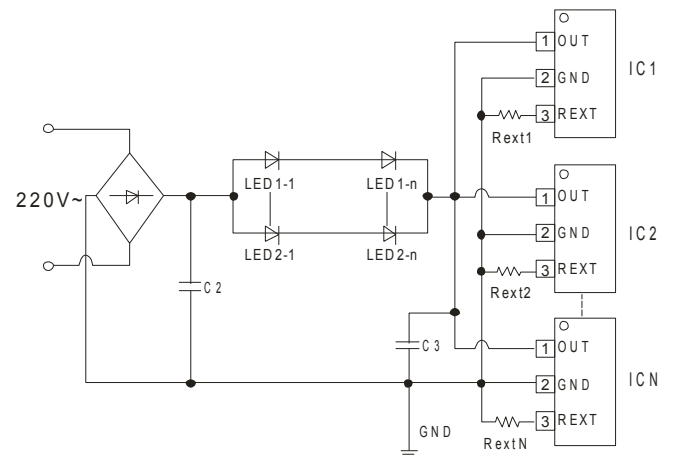 1 OUT
2 GND
3 REXT
IC1
Rext1
220V~
LED1-1
LED1-n
LED2-1
LED2-n
1 OUT
2 GND
3 REXT
IC2
Rext2
C2
C3
1 OUT
2 GND
3 REXT
ICN
RextN
GND